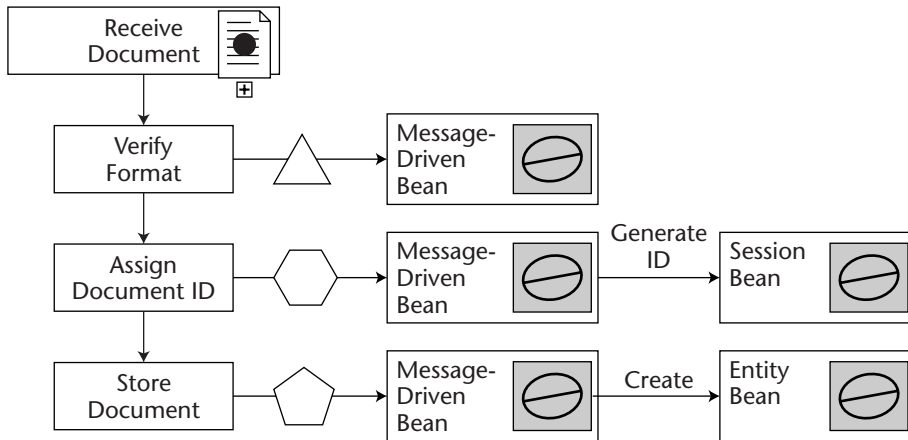 Receive
Document
Verify
Format
Message-
Driven
Bean
Assign
Document ID
Message-
Driven
Bean
Generate
ID
Session
Bean
Store
Document
Message-
Driven
Bean
Create
Entity
Bean